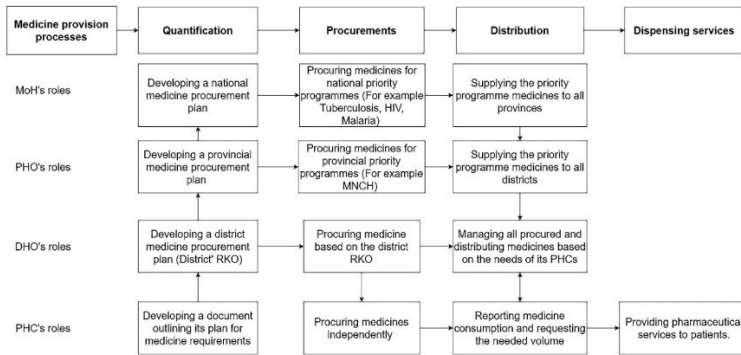 Medicine provision
processes
Quantification
Procurements
Distribution
Dispensing services
MoH's roles
Developing a national
medicine procurement
plan
Procuring medicines for
national priority
programmes (For example
Tuberculosis, HIV,
Malaria)
Supplying the priority
programme medicines to all
provinces
PHO's roles
Developing a provincial
medicine procurement
plan
Procuring medicines for
provincial priority
programmes (For example
MNCH)
Supplying the priority
programme medicines to all
districts
DHO's roles
Developing a district
medicine procurement
plan (District' RKO)
Procuring medicine
based on the district
RKO
Managing all procured and
distributing medicines based
on the needs of its PHCs
PHC's roles
Developing a document
outlining its plan for
medicine requirements
Procuring medicines
Independently
Reporting medicine
consumption and requesting
the needed volume
Providing pharmaceutical
services to patients.